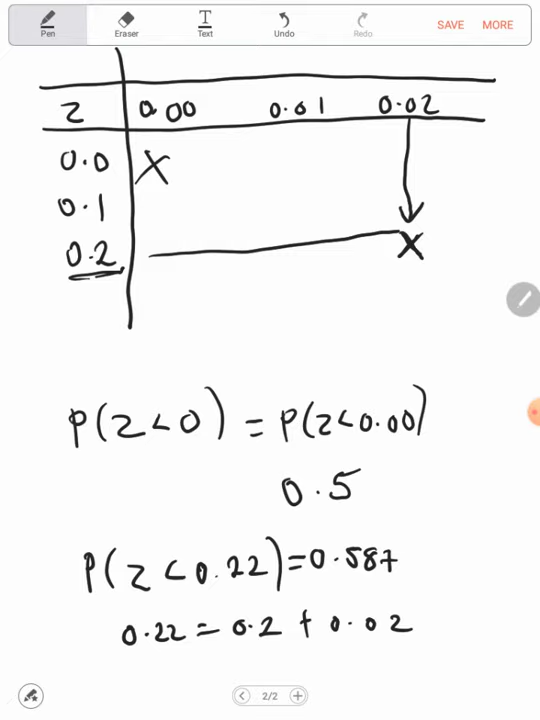 Pen Eraser Text Undo Redo SAVE MORE
z 0.00 0.01 0.02
0.0 X
0.1
0.2 X
P(z<0) = P(z<0.00)
0.5
P(z<0.22)=0.587
0.22 = 0.2 + 0.02
2/2